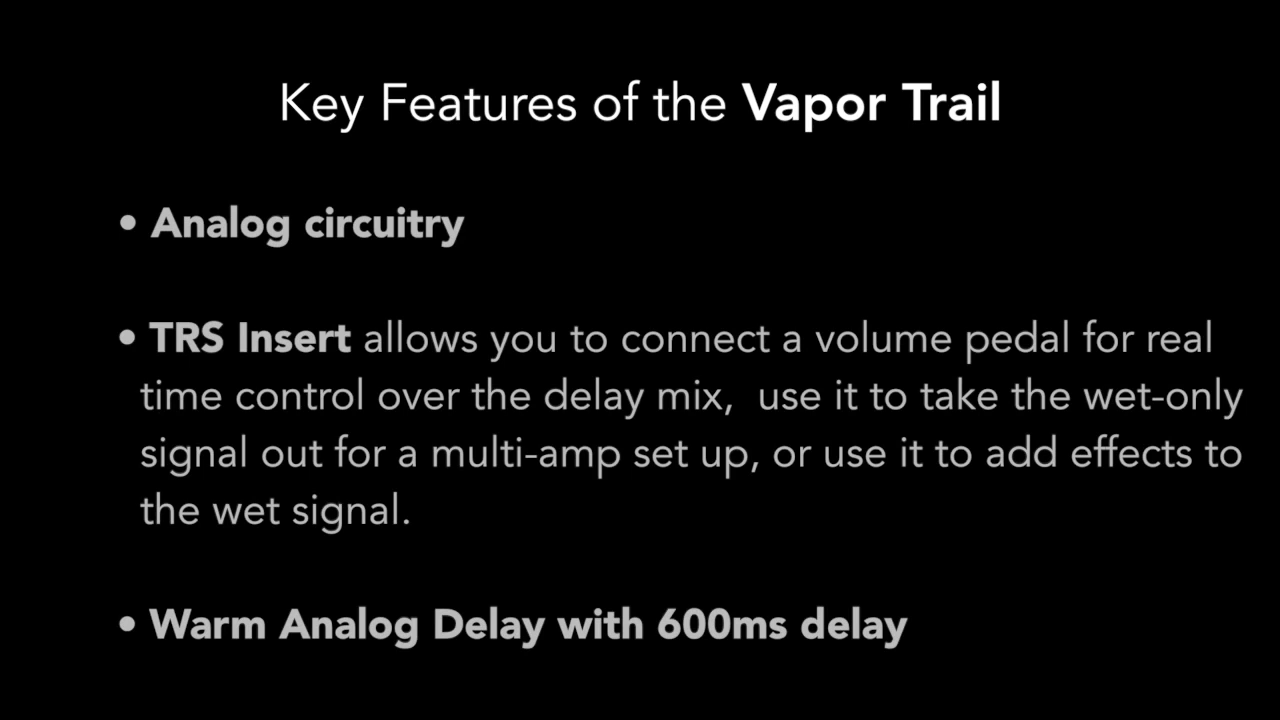 Key Features of the Vapor Trail
• Analog circuitry
• TRS Insert allows you to connect a volume pedal for real
time control over the delay mix,  use it to take the wet-only
signal out for a multi-amp set up, or use it to add effects to
the wet signal.
• Warm Analog Delay with 600ms delay